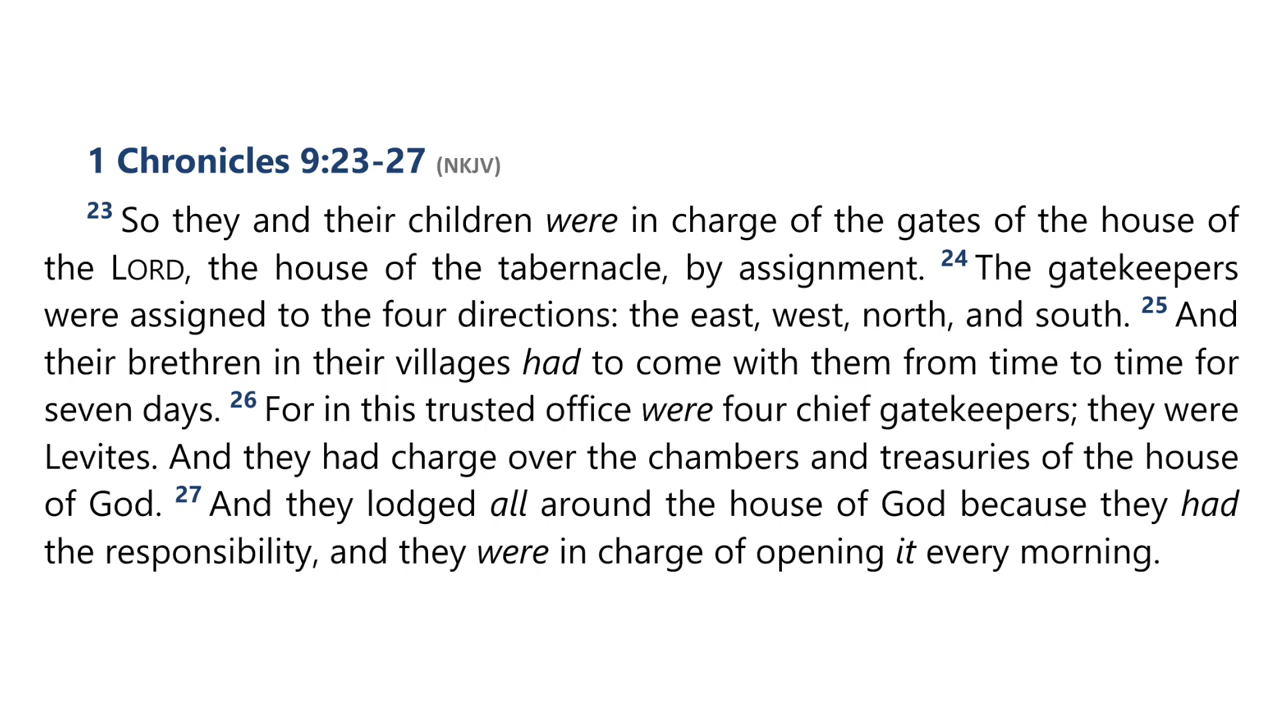 1 Chronicles 9:23-27 (NKJV)
23 So they and their children were in charge of the gates of the house of
the LORD, the house of the tabernacle, by assignment. 24 The gatekeepers
were assigned to the four directions: the east, west, north, and south. 25 And
their brethren in their villages had to come with them from time to time for
seven days. 26 For in this trusted office were four chief gatekeepers; they were
Levites. And they had charge over the chambers and treasuries of the house
of God. 27 And they lodged all around the house of God because they had
the responsibility, and they were in charge of opening it every morning.